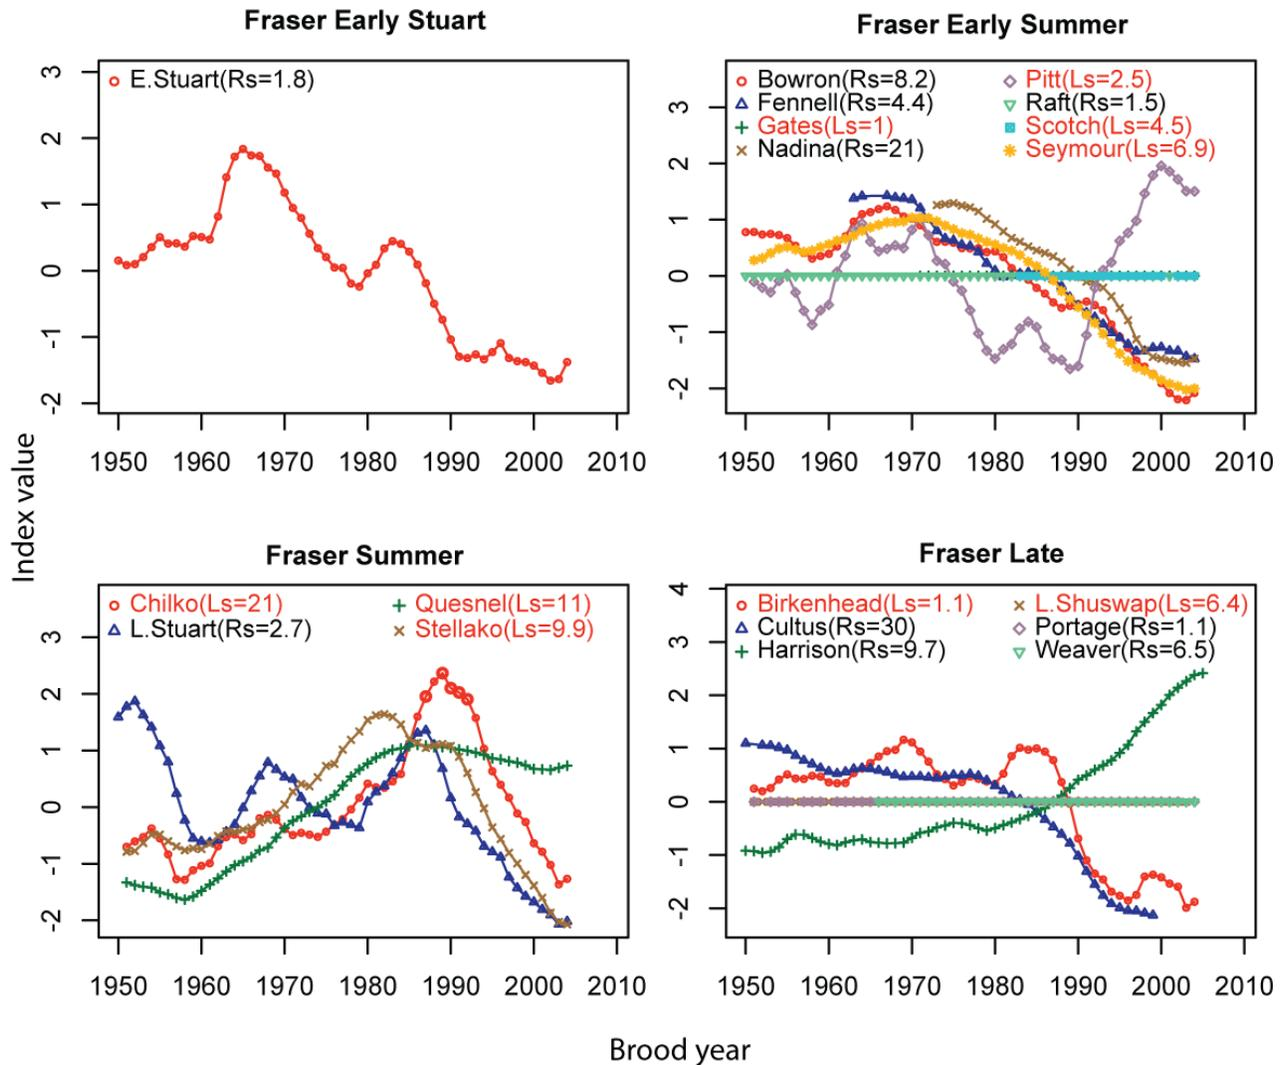 Fraser Early Stuart
E.Stuart(Rs=1.8)
3
2
1
0
-1
-2
1950 1960 1970 1980 1990 2000 2010
Fraser Early Summer
Bowron(Rs=8.2) Pitt(Ls=2.5)
Fennell(Rs=4.4) Raft(Rs=1.5)
Gates(Ls=1) Scotch(Ls=4.5)
Nadina(Rs=21) Seymour(Ls=6.9)
3
2
1
0
-1
-2
1950 1960 1970 1980 1990 2000 2010
Index value
Fraser Summer
Chilko(Ls=21) Quesnel(Ls=11)
L.Stuart(Rs=2.7) Stellako(Ls=9.9)
3
2
1
0
-1
-2
1950 1960 1970 1980 1990 2000 2010
Fraser Late
Birkenhead(Ls=1.1) L.Shuswap(Ls=6.4)
Cultus(Rs=30) Portage(Rs=1.1)
Harrison(Rs=9.7) Weaver(Rs=6.5)
4
3
2
1
0
-1
-2
1950 1960 1970 1980 1990 2000 2010
Brood year